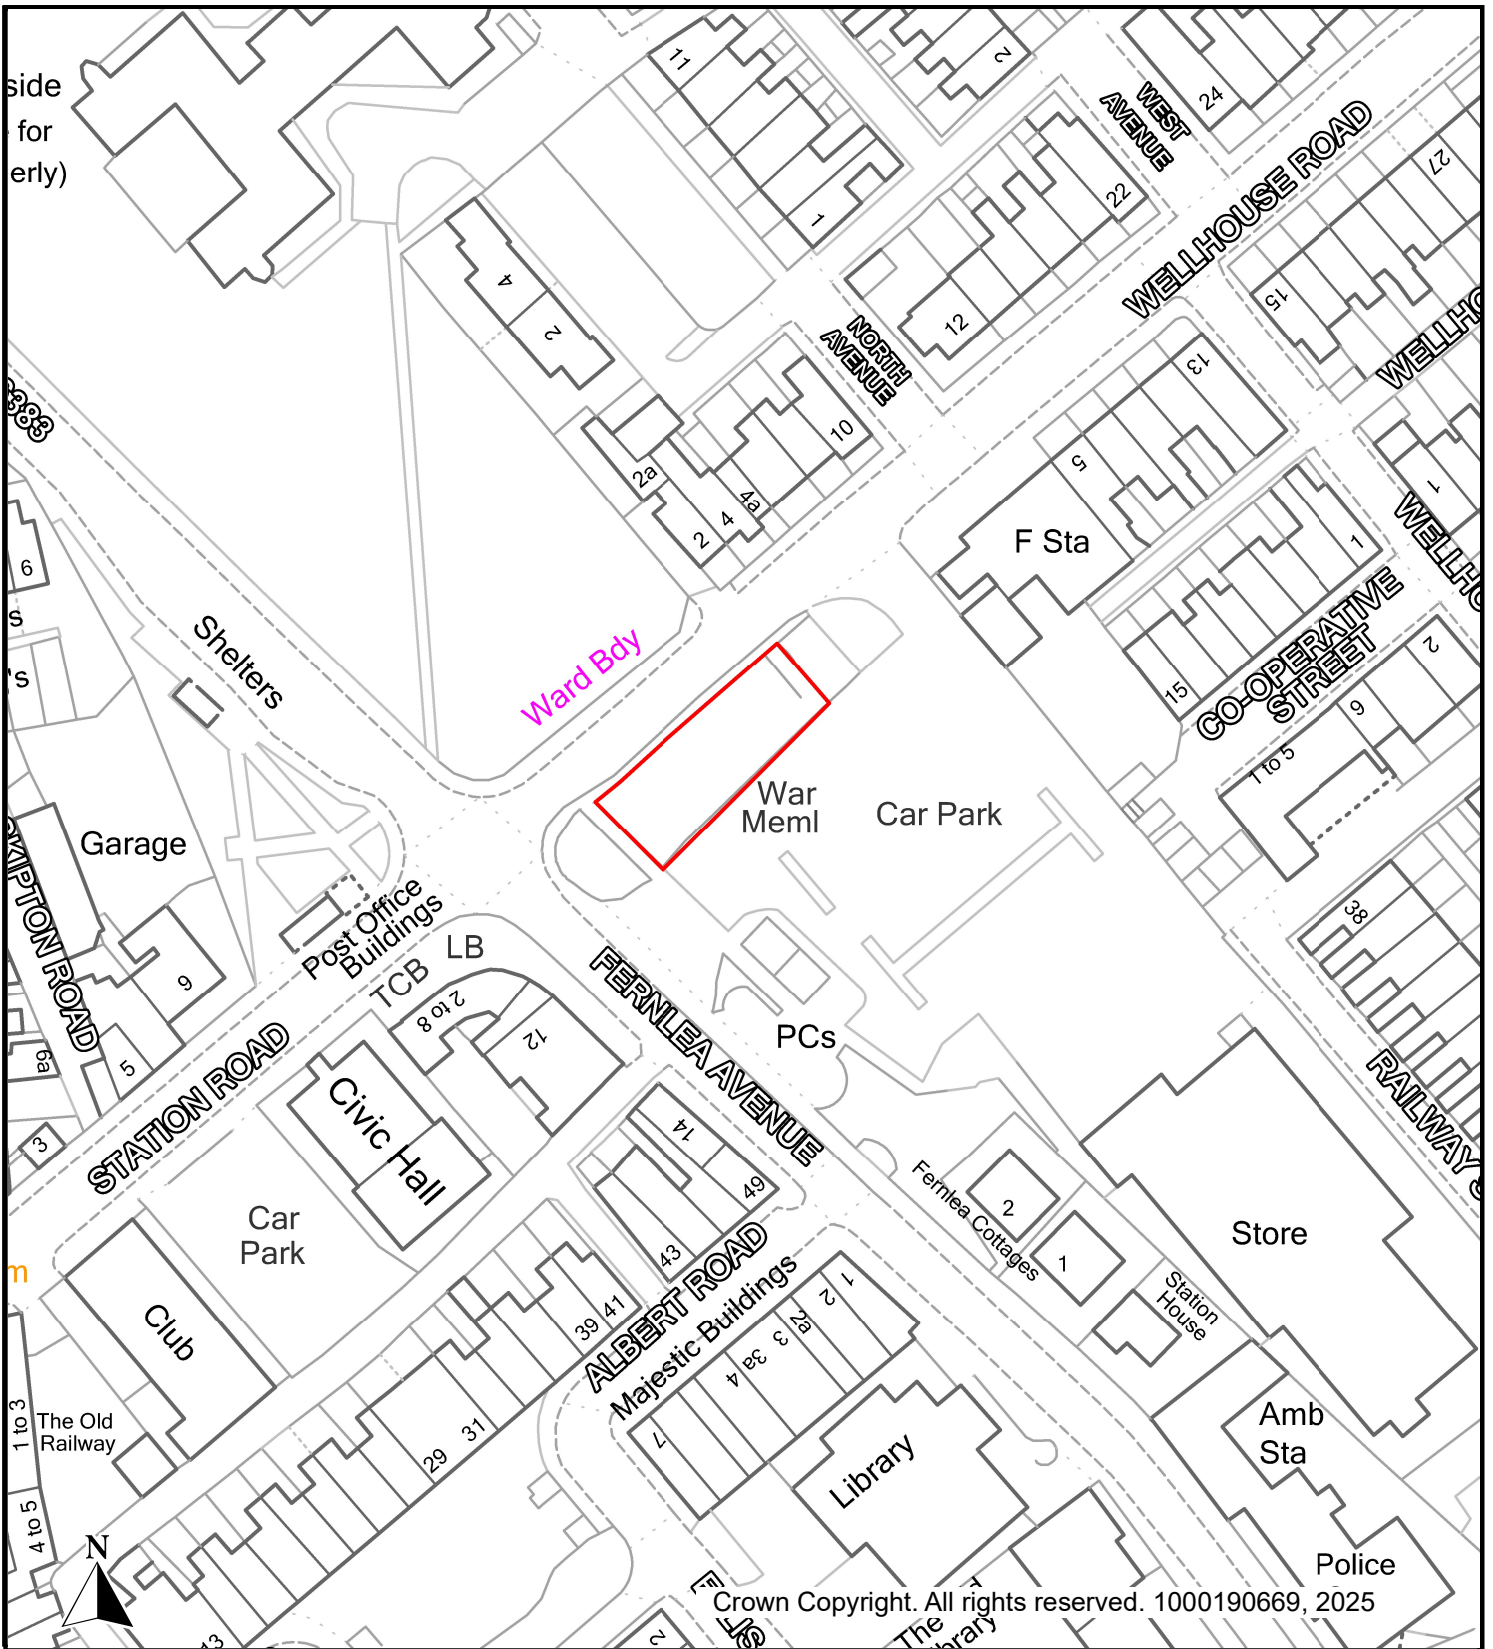 side
for
erly)
11
1
2
24
WEST
AVENUE
22
12
WELLHOUSE ROAD
27
15
4
2
NORTH
AVENUE
13
5
10
2a
4a
4
2
F Sta
1
1
6
Shelters
Ward Bdy
15
CO-OPERATIVE
STREET
2
9
1 to 5
War
Meml
Car Park
Garage
SKIPTON ROAD
38
Post Office
Buildings
LB
TCB
9
5
9a
3
2 to 8
12
FERNLEA AVENUE
PCs
STATION ROAD
Civic Hall
14
49
43
Car
Park
Fernlea Cottages
2
1
Station
House
Store
Club
41
39
31
29
ALBERT ROAD
Majestic Buildings
1
2
2a
3
3a
4
7
The Old
Railway
1 to 3
4 to 5
Library
Amb
Sta
Police
N
13
2
Crown Copyright. All rights reserved. 1000190669, 2025